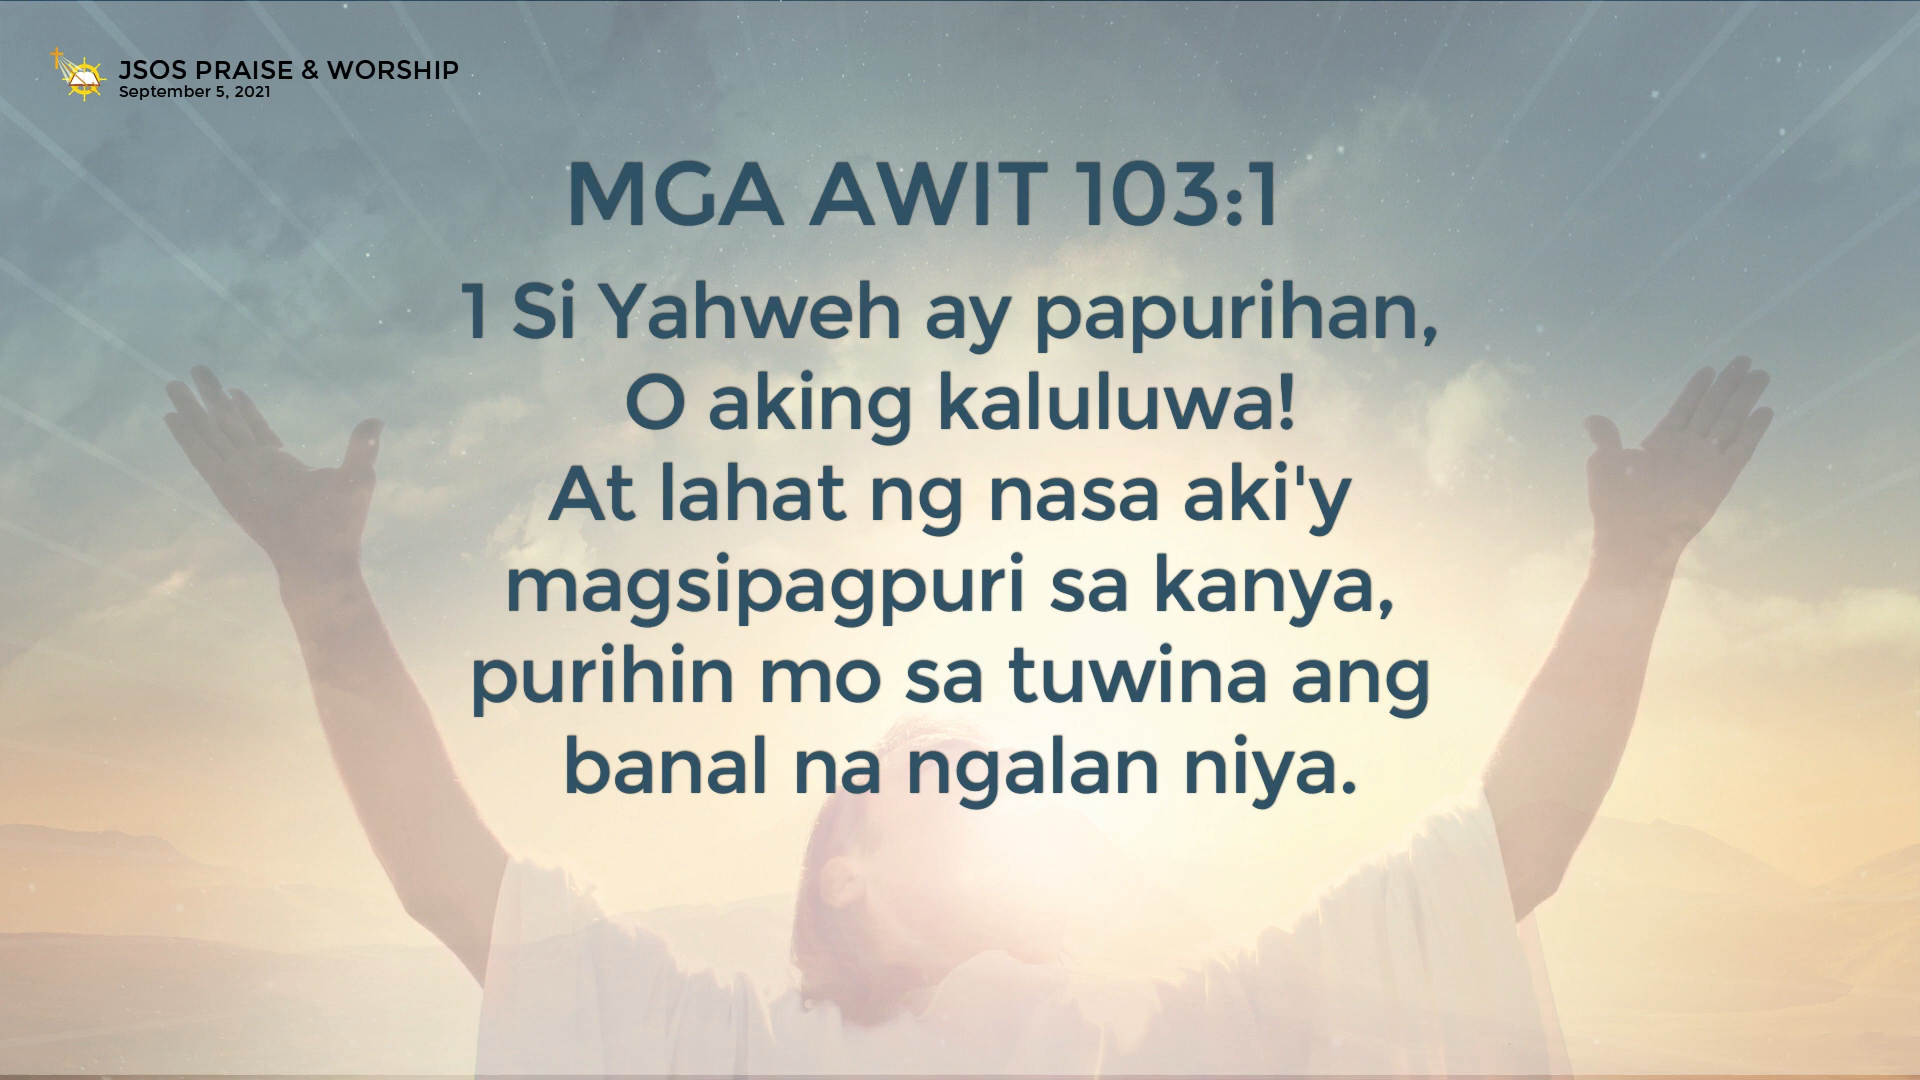 JSOS PRAISE & WORSHIP
September 5, 2021
MGA AWIT 103:1
1 Si Yahweh ay papurihan,
O aking kaluluwa!
At lahat ng nasa aki'y
magsipagpuri sa kanya,
purihin mo sa tuwina ang
banal na ngalan niya.